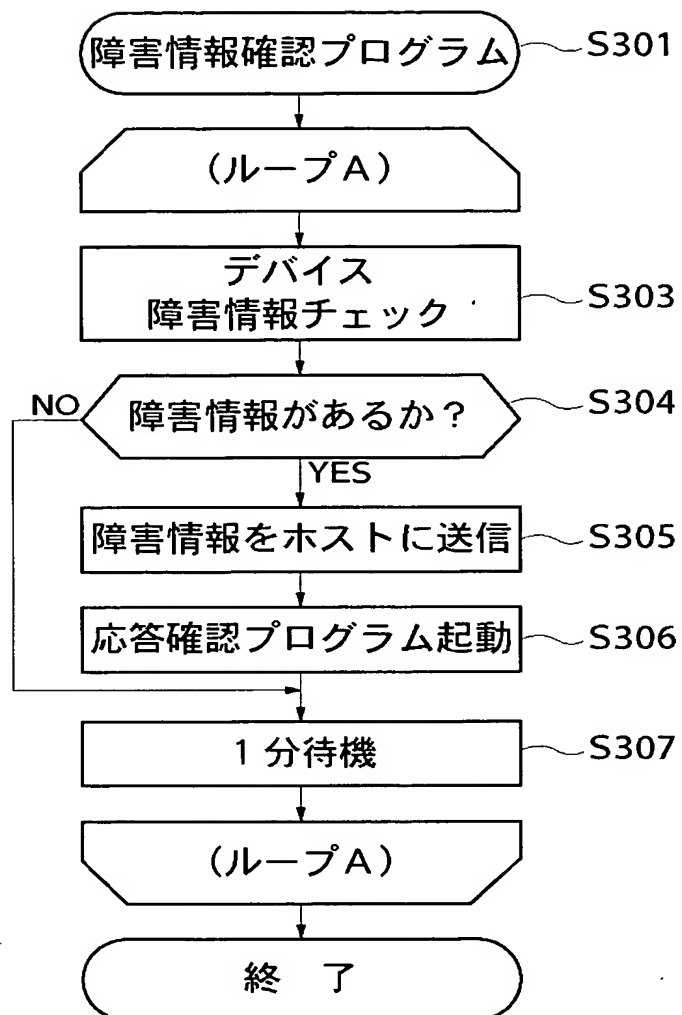 障害情報確認プログラム S301
(ループA)
デバイス
障害情報チェック S303
NO 障害情報があるか? S304
YES
障害情報をホストに送信 S305
応答確認プログラム起動 S306
1分待機 S307
(ループA)
終 了